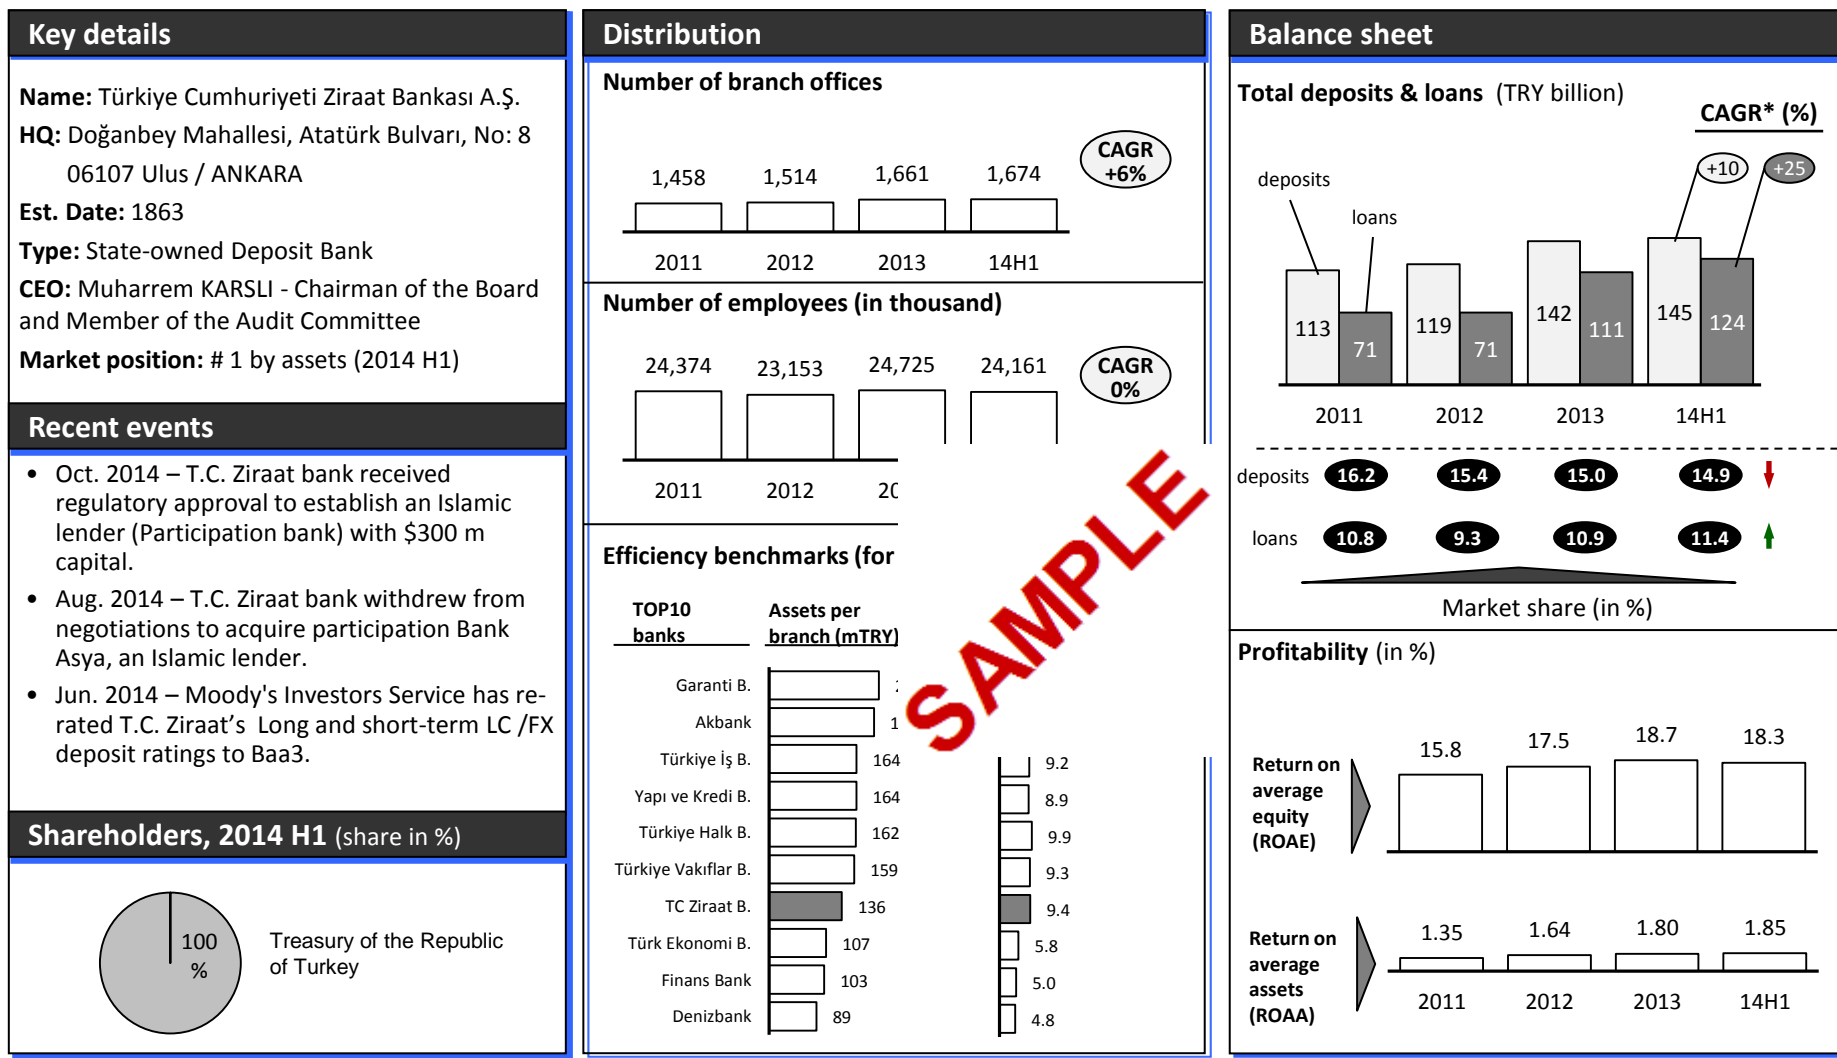 Key details
Name: Türkiye Cumhuriyeti Ziraat Bankası A.Ş.
HQ: Doğanbey Mahallesi, Atatürk Bulvarı, No: 8
06107 Ulus / ANKARA
Est. Date: 1863
Type: State-owned Deposit Bank
CEO: Muharrem KARSLI - Chairman of the Board
and Member of the Audit Committee
Market position: # 1 by assets (2014 H1)
Recent events
• Oct. 2014 – T.C. Ziraat bank received
regulatory approval to establish an Islamic
lender (Participation bank) with $300 m
capital.
• Aug. 2014 – T.C. Ziraat bank withdrew from
negotiations to acquire participation Bank
Asya, an Islamic lender.
• Jun. 2014 – Moody's Investors Service has re-
rated T.C. Ziraat’s Long and short-term LC /FX
deposit ratings to Baa3.
Shareholders, 2014 H1 (share in %)
100
%
Treasury of the Republic
of Turkey
Distribution
Number of branch offices
CAGR
+6%
1,458 1,514 1,661 1,674
2011 2012 2013 14H1
Number of employees (in thousand)
24,374 23,153 24,725 24,161
CAGR
0%
2011 2012 20
Efficiency benchmarks (for
TOP10
banks
Assets per
branch (mTRY)
Garanti B.
Akbank 1
Türkiye İş B. 164 9.2
Yapı ve Kredi B. 164 8.9
Türkiye Halk B. 162 9.9
Türkiye Vakıflar B. 159 9.3
TC Ziraat B. 136 9.4
Türk Ekonomi B. 107 5.8
Finans Bank 103 5.0
Denizbank 89 4.8
SAMPLE
Balance sheet
Total deposits & loans (TRY billion)
CAGR* (%)
+10 +25
deposits
loans
113 71 119 71 142 111 145 124
2011 2012 2013 14H1
deposits 16.2 15.4 15.0 14.9
loans 10.8 9.3 10.9 11.4
Market share (in %)
Profitability (in %)
15.8 17.5 18.7 18.3
Return on
average
equity
(ROAE)
1.35 1.64 1.80 1.85
Return on
average
assets
(ROAA)
2011 2012 2013 14H1